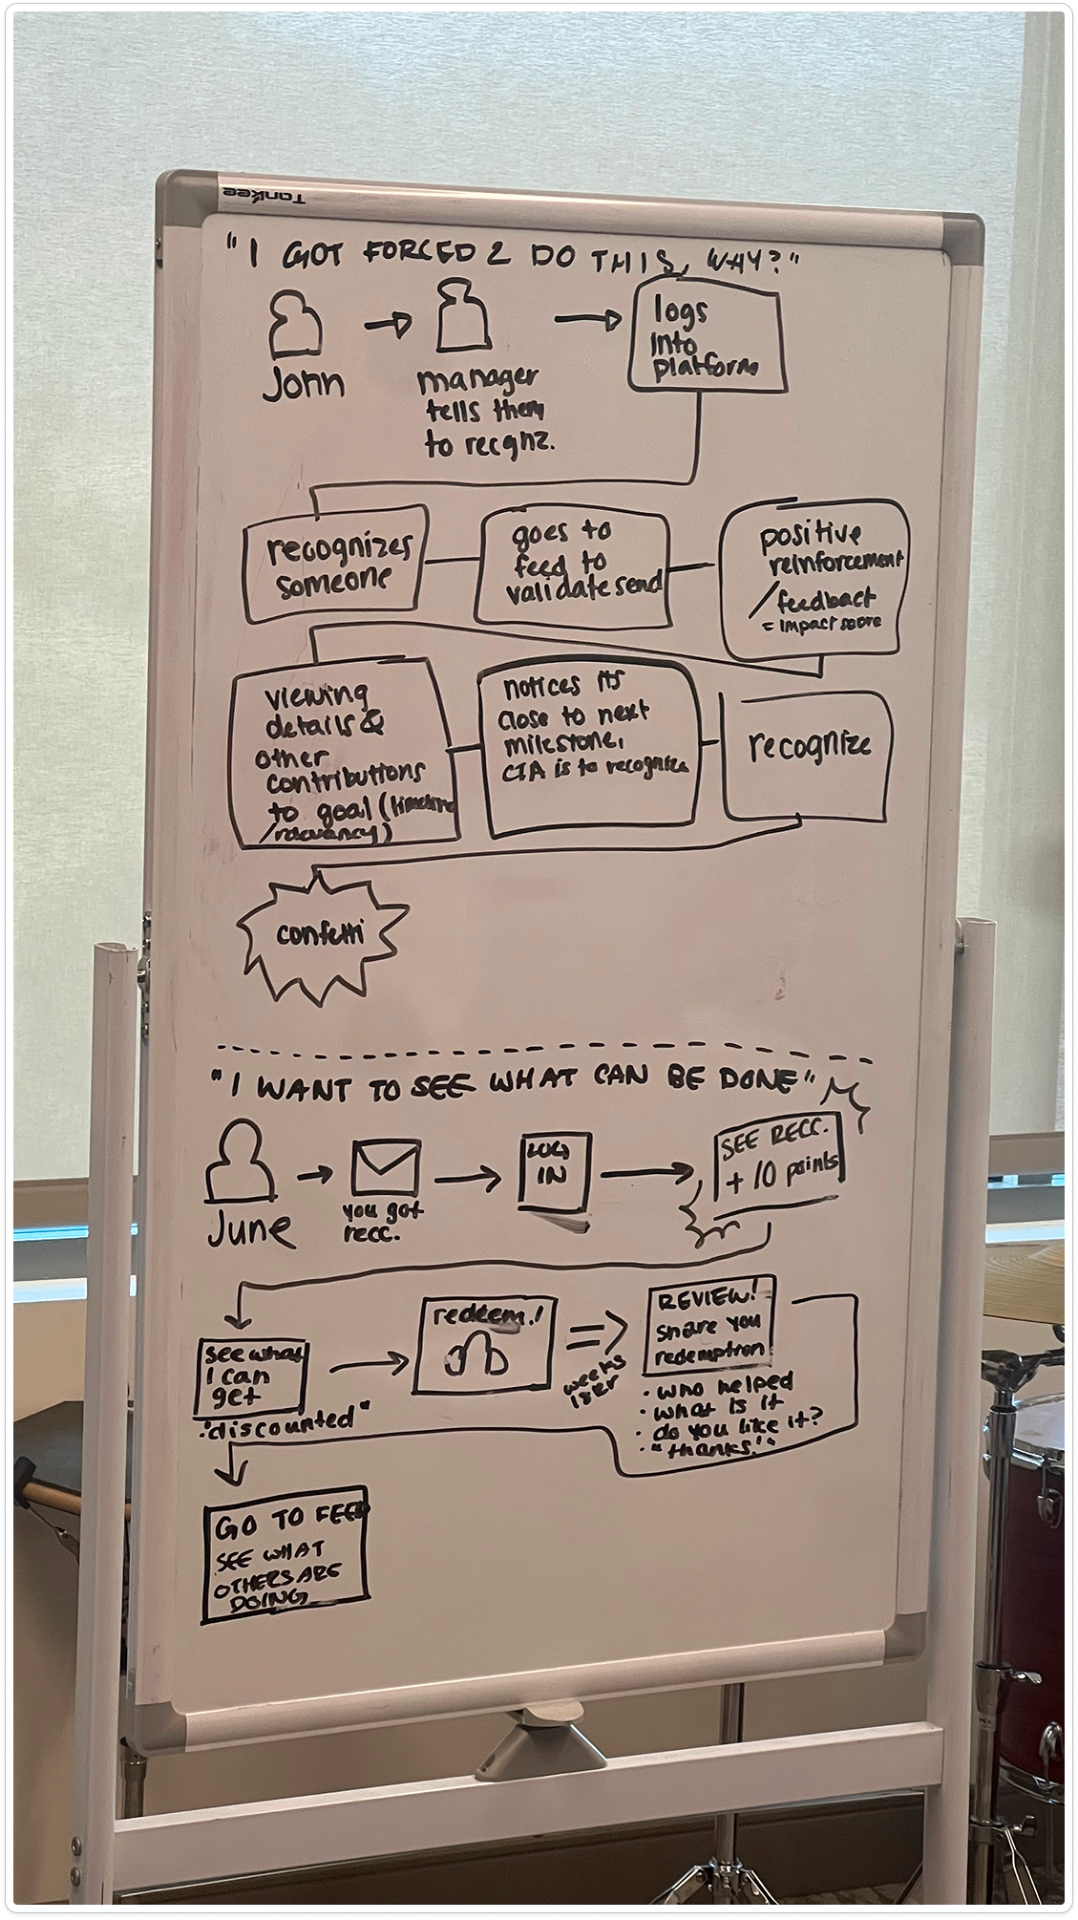 Tankee
"I GOT FORCED 2 DO THIS, WHY?"
John
manager
tells them
to recgnz.
logs
into
platform
recognizes
someone
goes to
feed to
validate send
positive
reinforcement
/feedback
= impact score
viewing
details &
other
contributions
to goal (timeline
/relevancy)
notices its
close to next
milestone,
CTA is to recognize
recognize
confetti
"I WANT TO SEE WHAT CAN BE DONE"
June
you got
recc.
LOG
IN
SEE RECC.
+ 10 points
see what
I can
get
"discounted"
redeem!
weeks
l8er
REVIEW!
share you
redemption
• who helped
• what is it
• do you like it?
• "thanks!"
GO TO FEED
SEE WHAT
OTHERS ARE
DOING